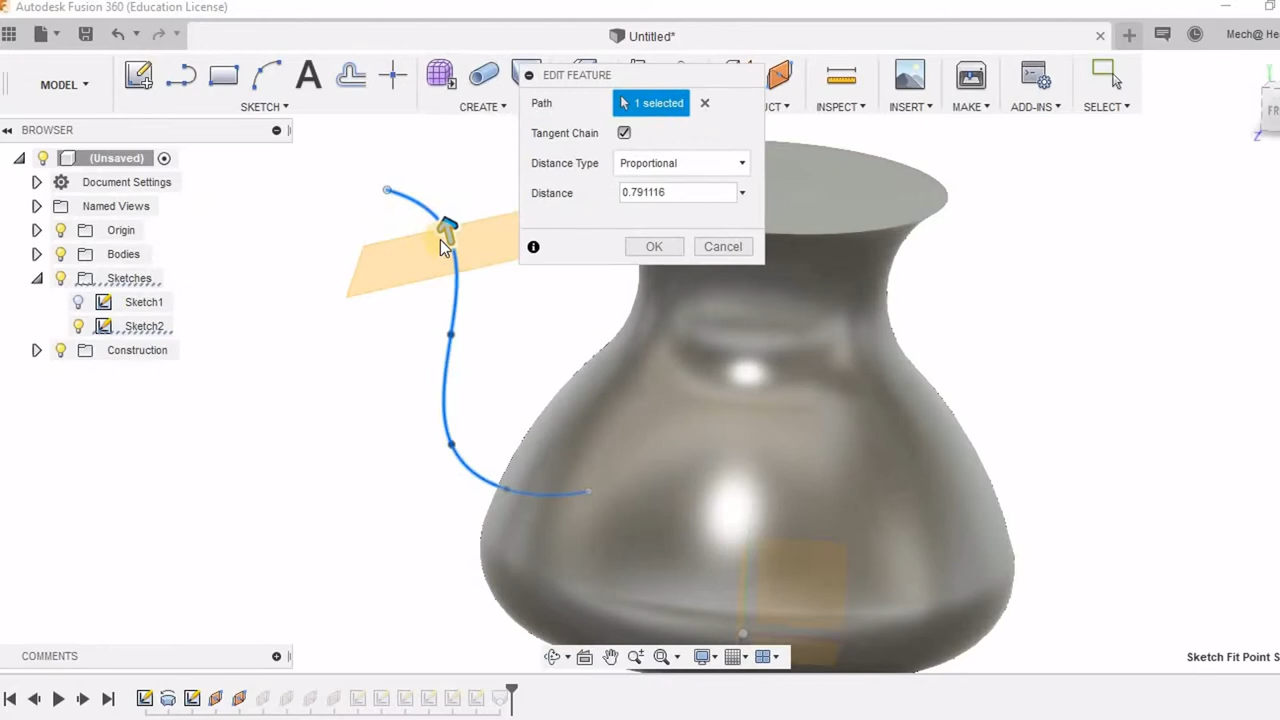 Autodesk Fusion 360 (Education License)
Untitled*
Mech@ He
MODEL
SKETCH
CREATE
INSPECT
INSERT
MAKE
ADD-INS
SELECT
EDIT FEATURE
Path
1 selected
Tangent Chain
Distance Type
Proportional
Distance
0.791116
OK
Cancel
BROWSER
(Unsaved)
Document Settings
Named Views
Origin
Bodies
Sketches
Sketch1
Sketch2
Construction
COMMENTS
Sketch Fit Point S